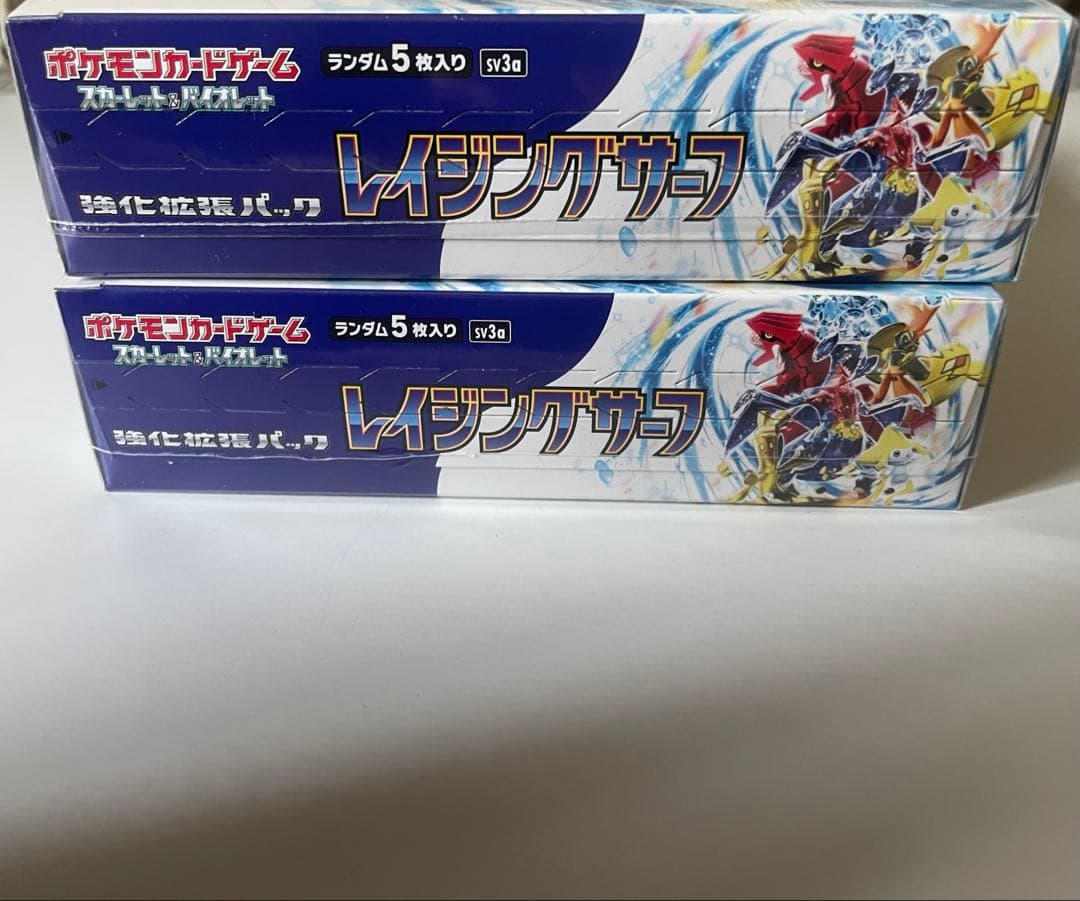 ポケモンカードゲーム
スカーレット&バイオレット
ランダム5枚入り SV3a
強化拡張パック
レイジングサーフ
ポケモンカードゲーム
スカーレット&バイオレット
ランダム5枚入り SV3a
強化拡張パック
レイジングサーフ